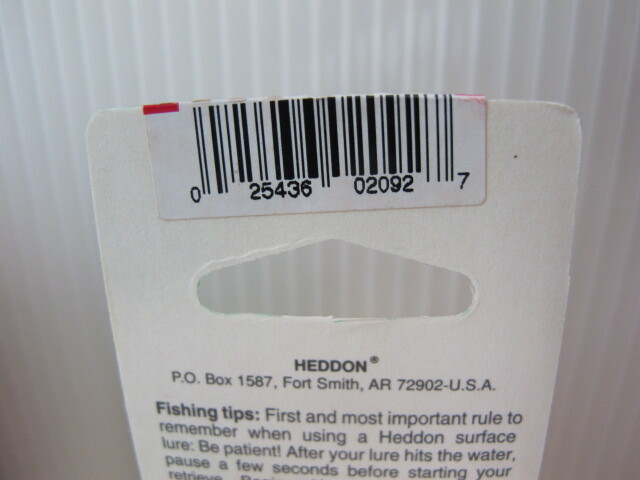 0 25436 02092 7
HEDDON®
P.O. Box 1587, Fort Smith, AR 72902-U.S.A.
Fishing tips: First and most important rule to
remember when using a Heddon surface
lure: Be patient! After your lure hits the water,
pause a few seconds before starting your
retrieve.